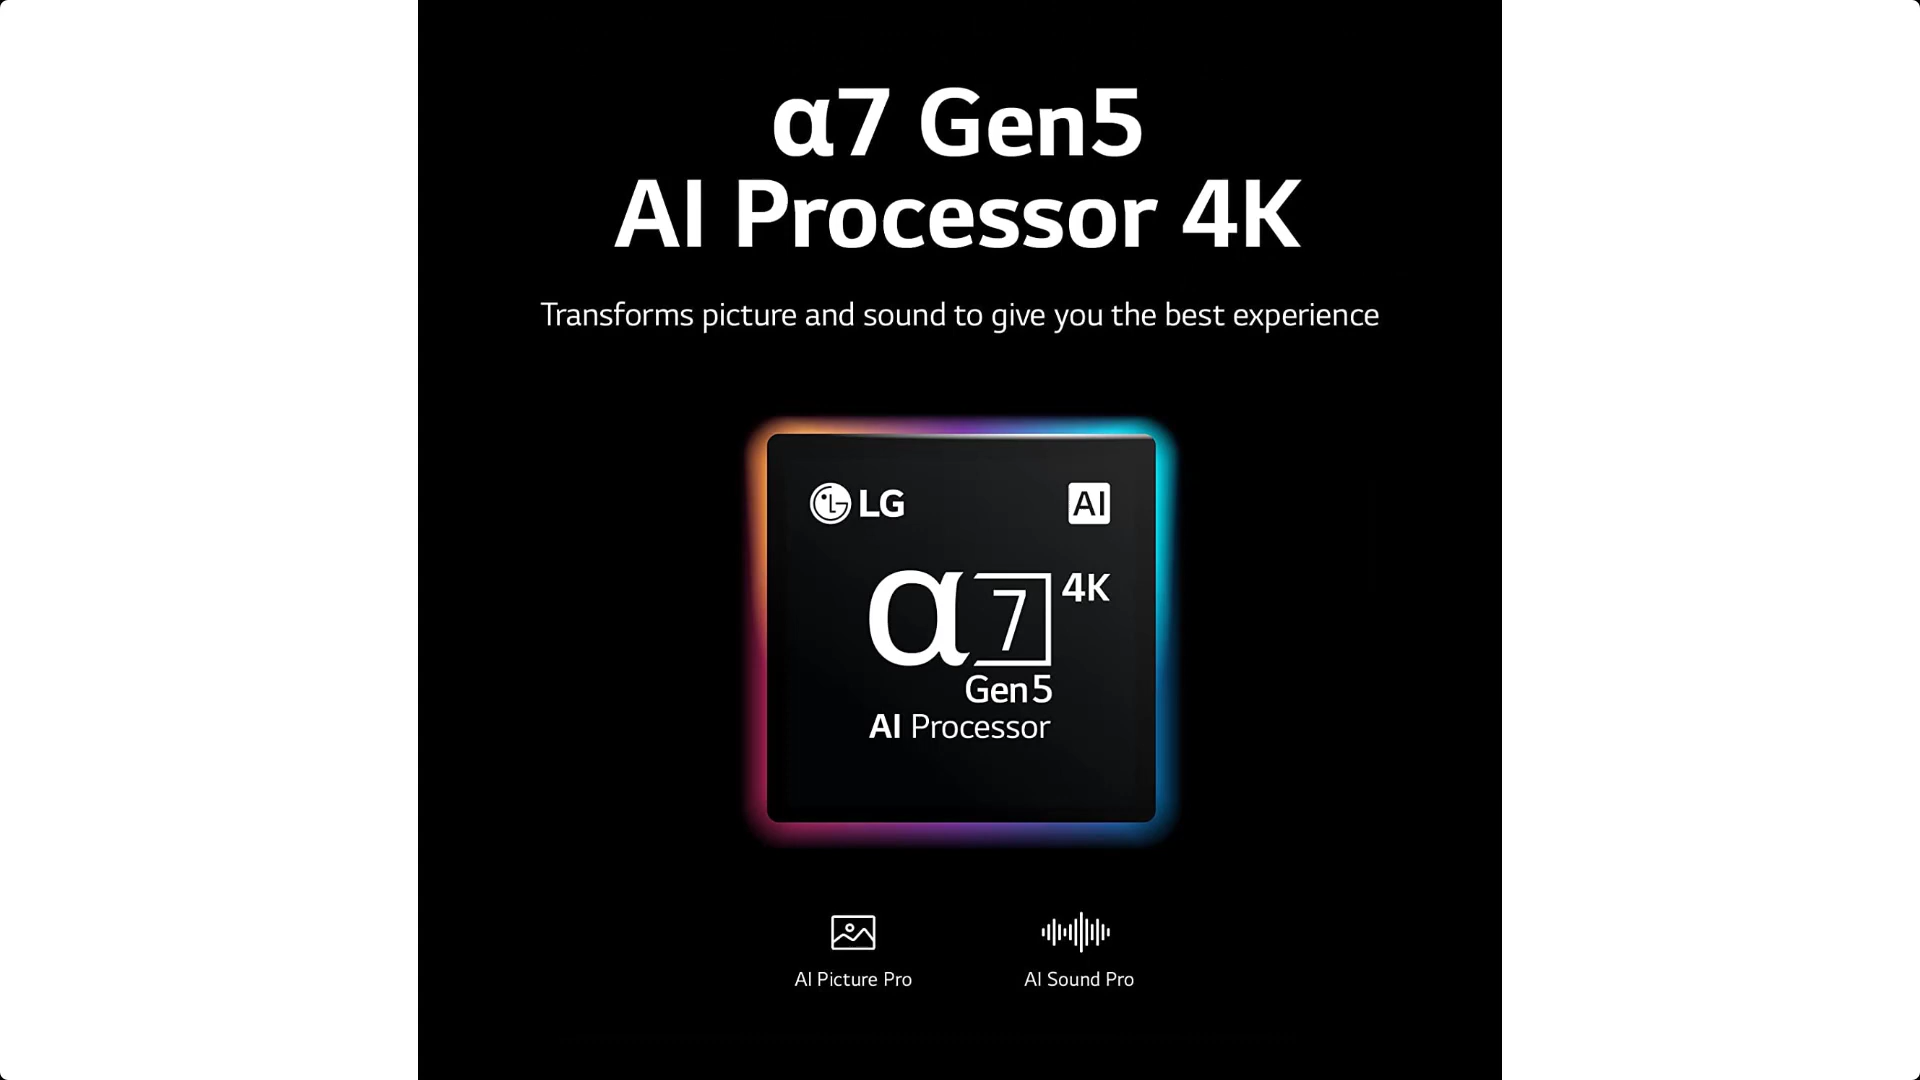 α7 Gen5
AI Processor 4K
Transforms picture and sound to give you the best experience
LG
AI
α7 4K
Gen5
AI Processor
AI Picture Pro
AI Sound Pro